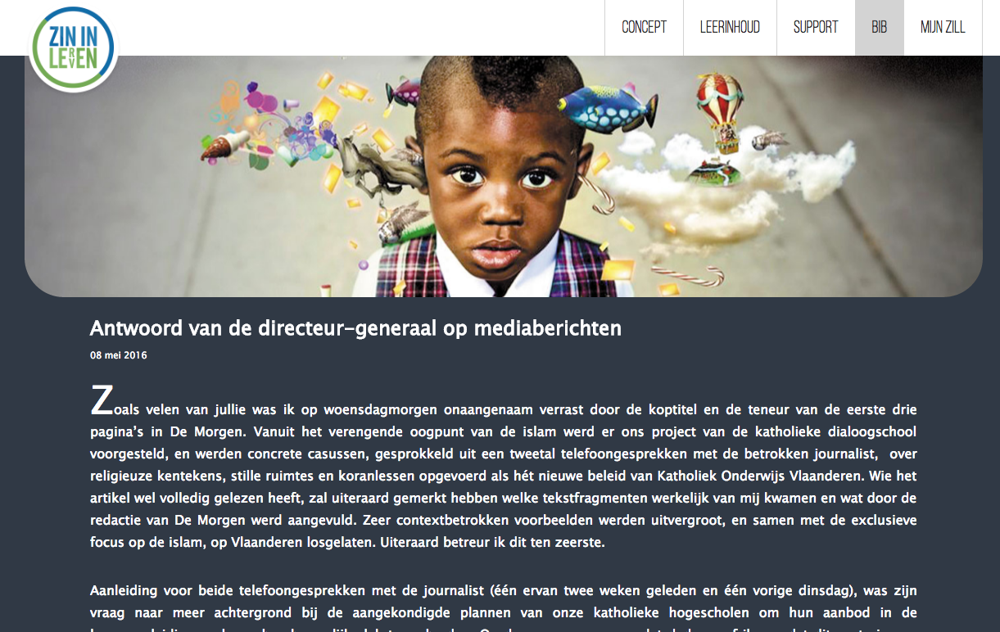 ZIN IN
LERVEN
CONCEPT
LEERINHOUD
SUPPORT
BIB
MIJN ZILL
Antwoord van de directeur-generaal op mediaberichten
08 mei 2016
Zoals velen van jullie was ik op woensdagmorgen onaangenaam verrast door de koptitel en de teneur van de eerste drie
pagina's in De Morgen. Vanuit het verengende oogpunt van de islam werd er ons project van de katholieke dialoogschool
voorgesteld, en werden concrete casussen, gesprokkeld uit een tweetal telefoongesprekken met de betrokken journalist, over
religieuze kentekens, stille ruimtes en koranlessen opgevoerd als hét nieuwe beleid van Katholiek Onderwijs Vlaanderen. Wie het
artikel wel volledig gelezen heeft, zal uiteraard gemerkt hebben welke tekstfragmenten werkelijk van mij kwamen en wat door de
redactie van De Morgen werd aangevuld. Zeer contextbetrokken voorbeelden werden uitvergroot, en samen met de exclusieve
focus op de islam, op Vlaanderen losgelaten. Uiteraard betreur ik dit ten zeerste.
Aanleiding voor beide telefoongesprekken met de journalist (één ervan twee weken geleden en één vorige dinsdag), was zijn
vraag naar meer achtergrond bij de aangekondigde plannen van onze katholieke hogescholen om hun aanbod in de